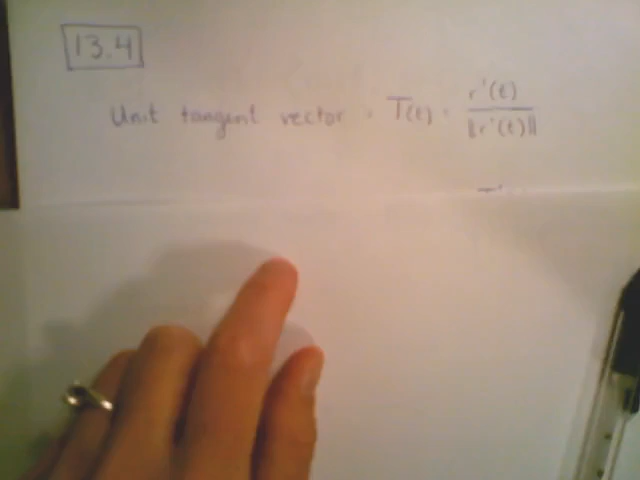 13.4
Unit tangent vector = T(t) = r'(t) / ||r'(t)||